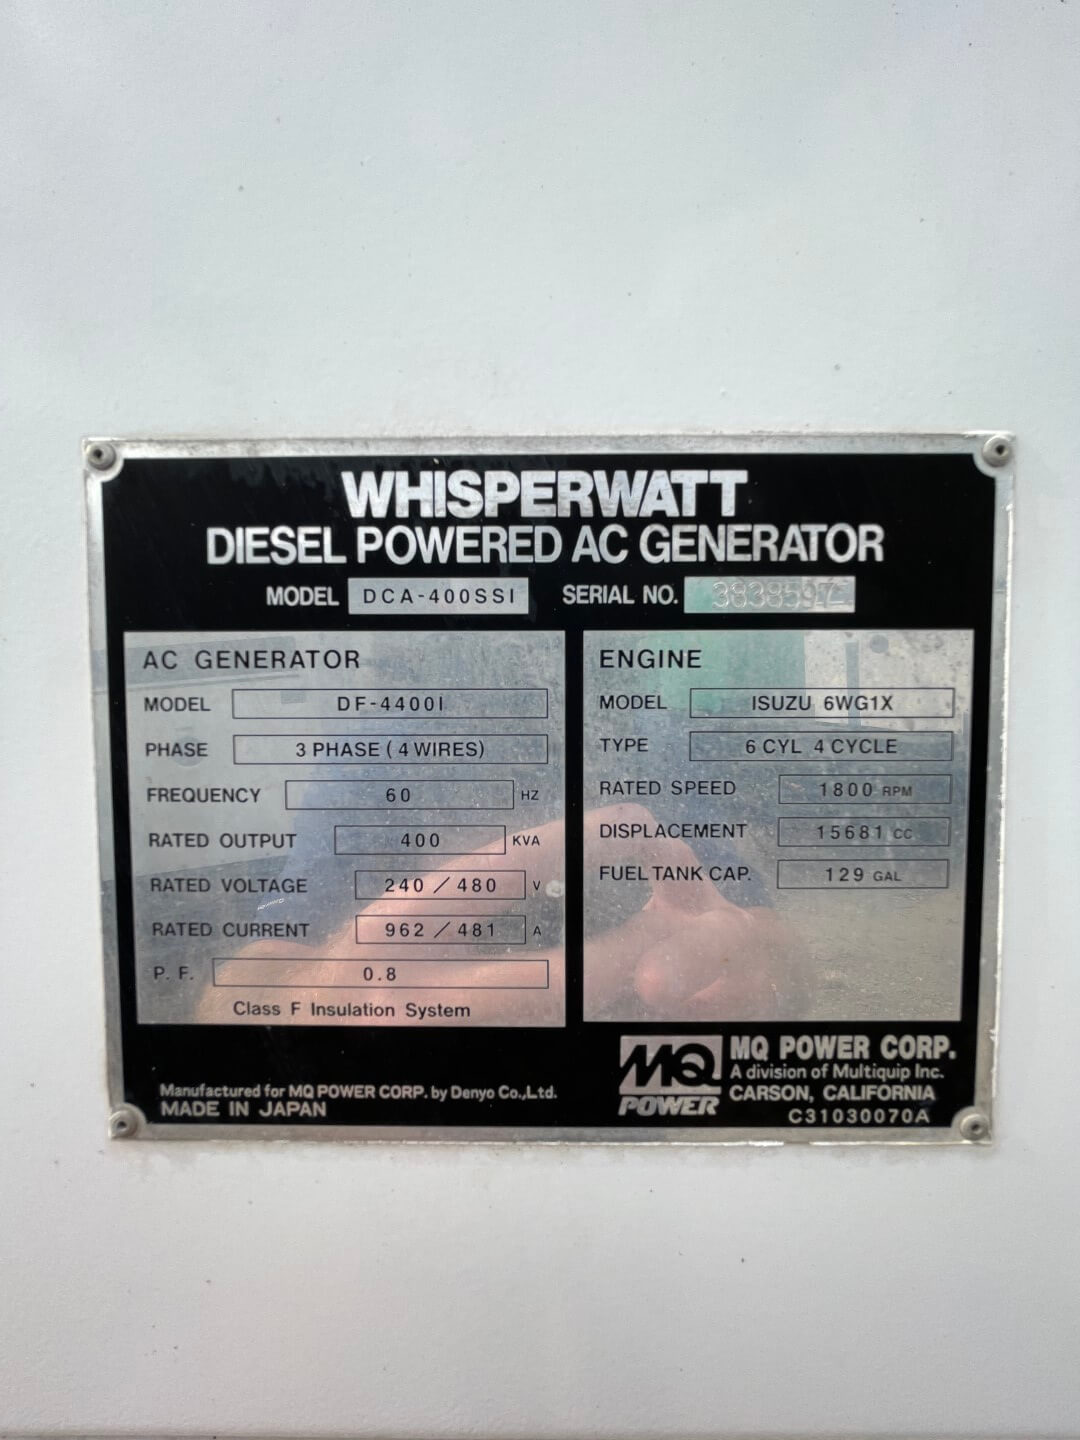 WHISPERWATT
DIESEL POWERED AC GENERATOR
MODEL DCA-400SSI SERIAL NO. 3838597
AC GENERATOR
MODEL DF-4400I
PHASE 3 PHASE (4 WIRES)
FREQUENCY 60 HZ
RATED OUTPUT 400 KVA
RATED VOLTAGE 240 / 480 V
RATED CURRENT 962 / 481 A
P. F. 0.8
Class F Insulation System
ENGINE
MODEL ISUZU 6WG1X
TYPE 6 CYL 4 CYCLE
RATED SPEED 1800 RPM
DISPLACEMENT 15681 CC
FUEL TANK CAP. 129 GAL
Manufactured for MQ POWER CORP. by Denyo Co.,Ltd.
MADE IN JAPAN
MQ
POWER
MQ POWER CORP.
A division of Multiquip Inc.
CARSON, CALIFORNIA
C31030070A